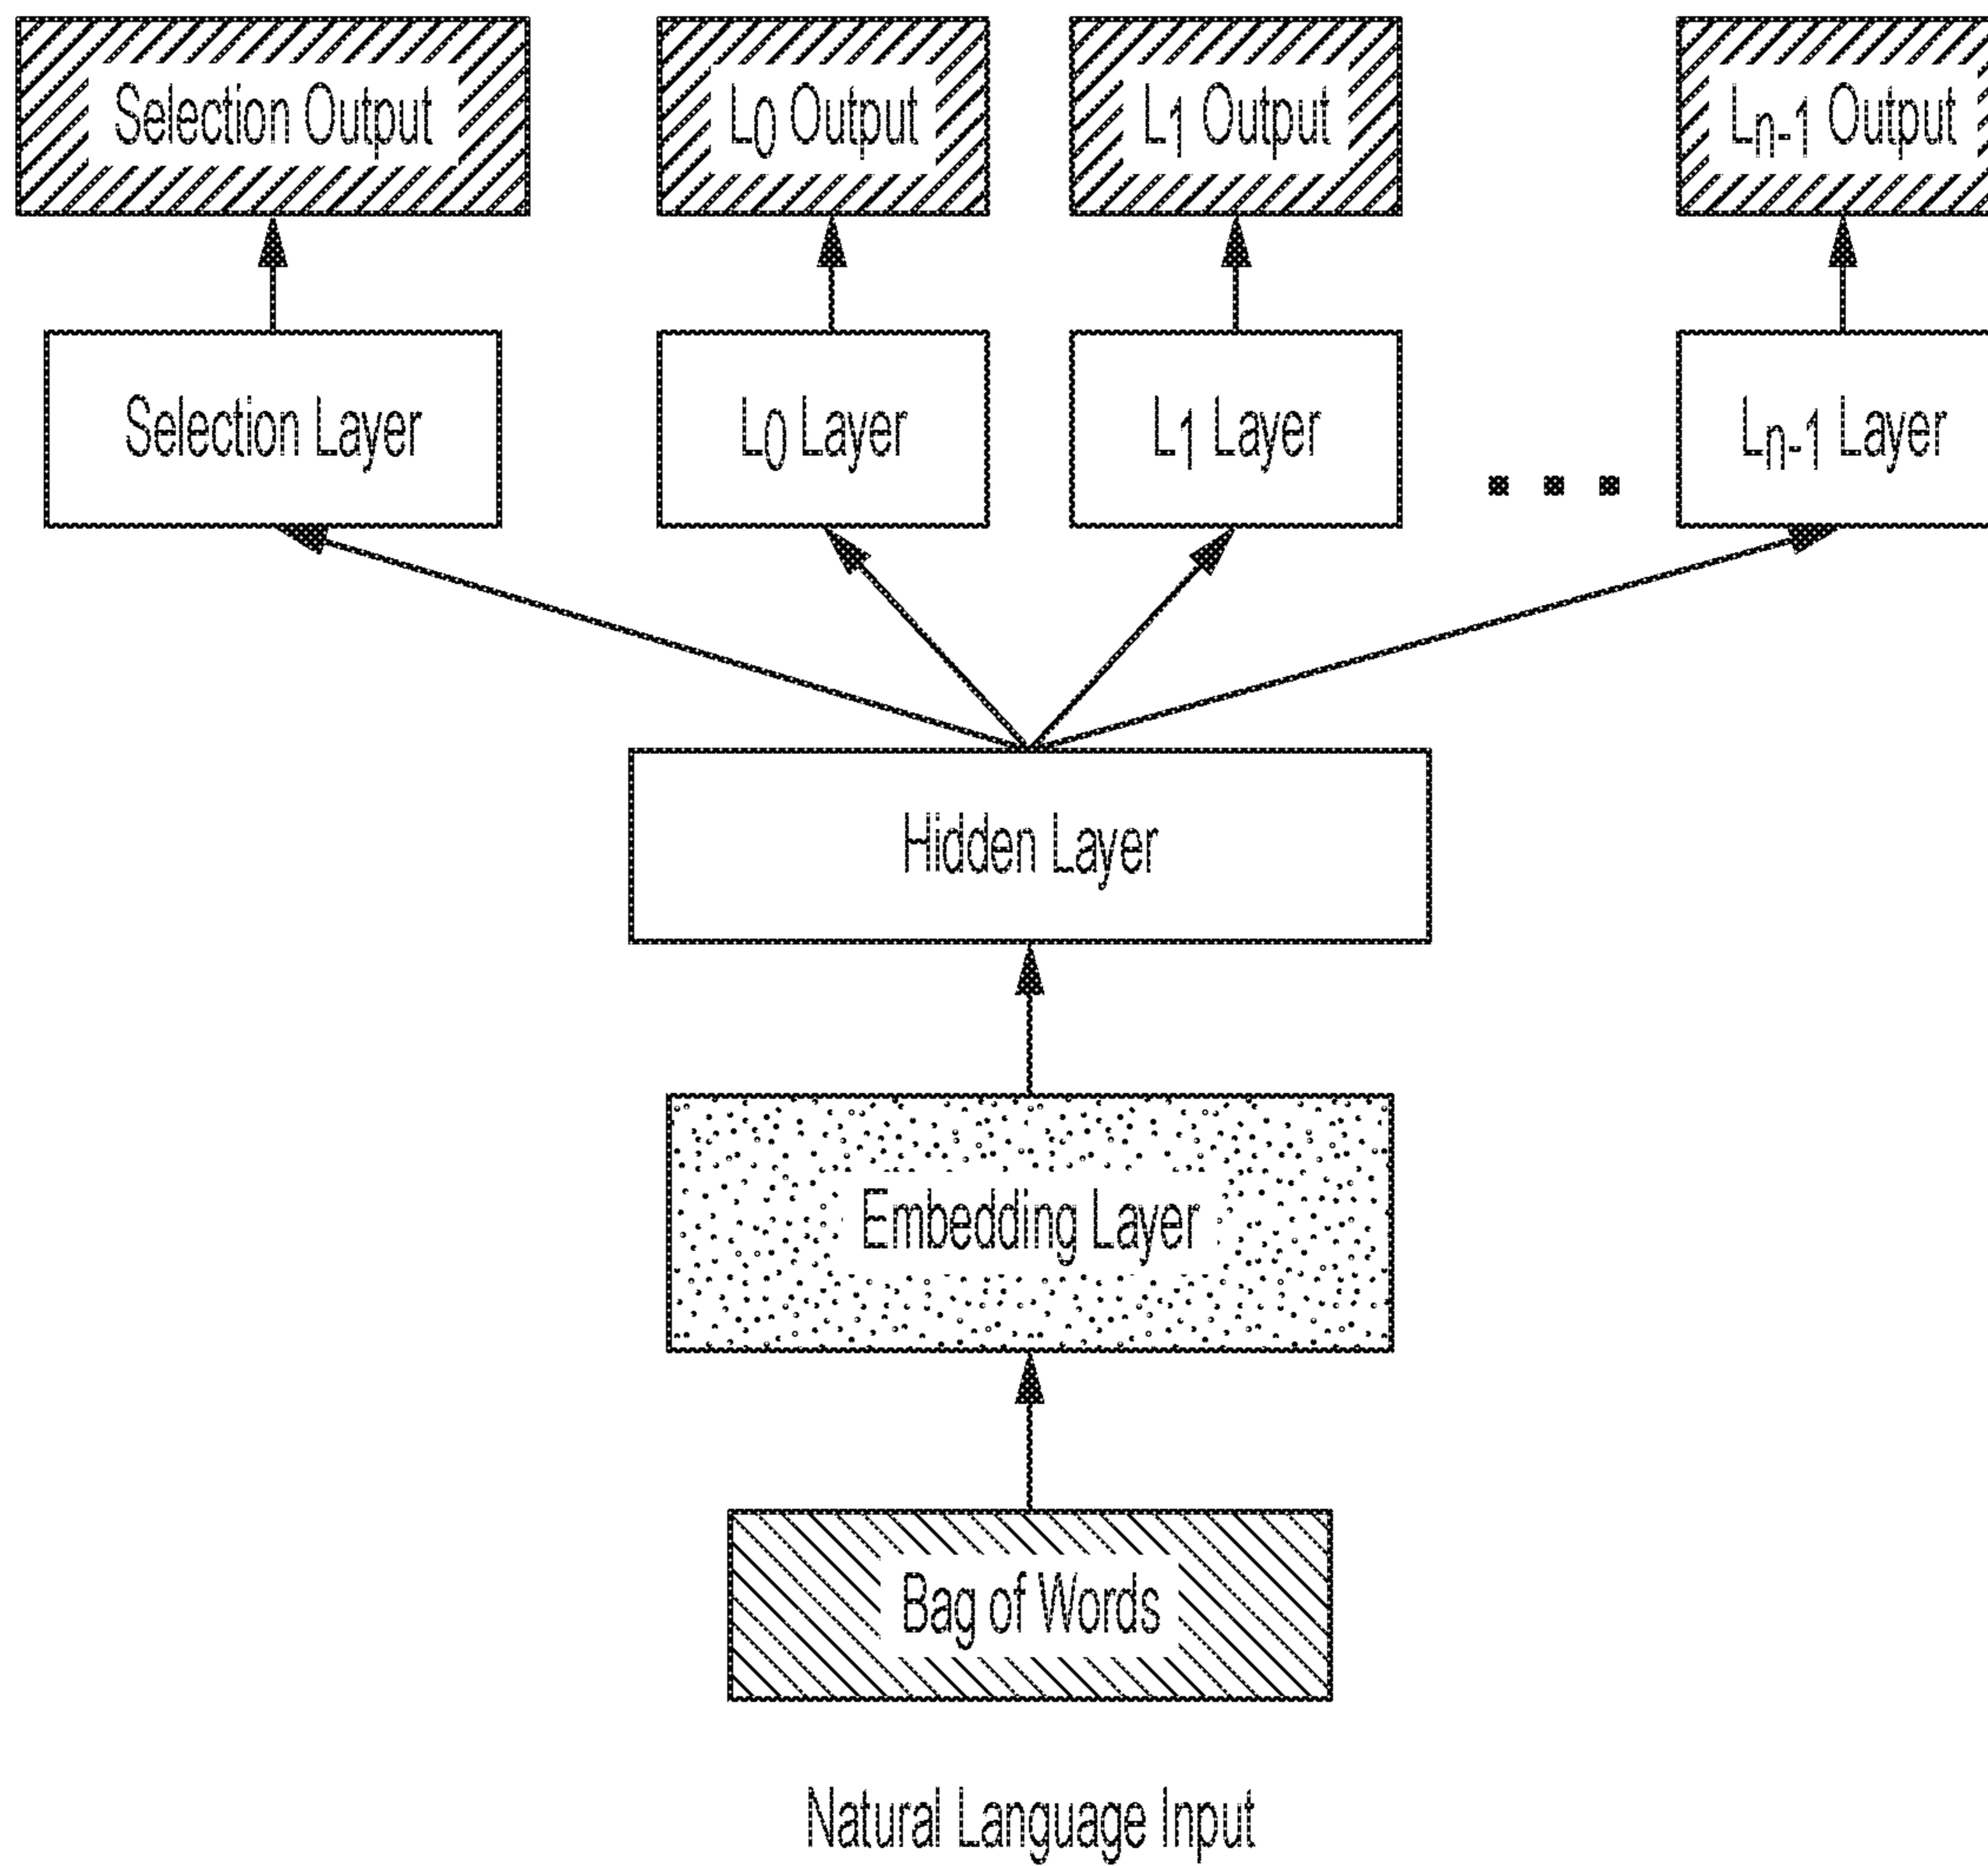 Selection Output
L0 Output
L1 Output
Ln-1 Output
Selection Layer
L0 Layer
L1 Layer
...
Ln-1 Layer
Hidden Layer
Embedding Layer
Bag of Words
Natural Language Input